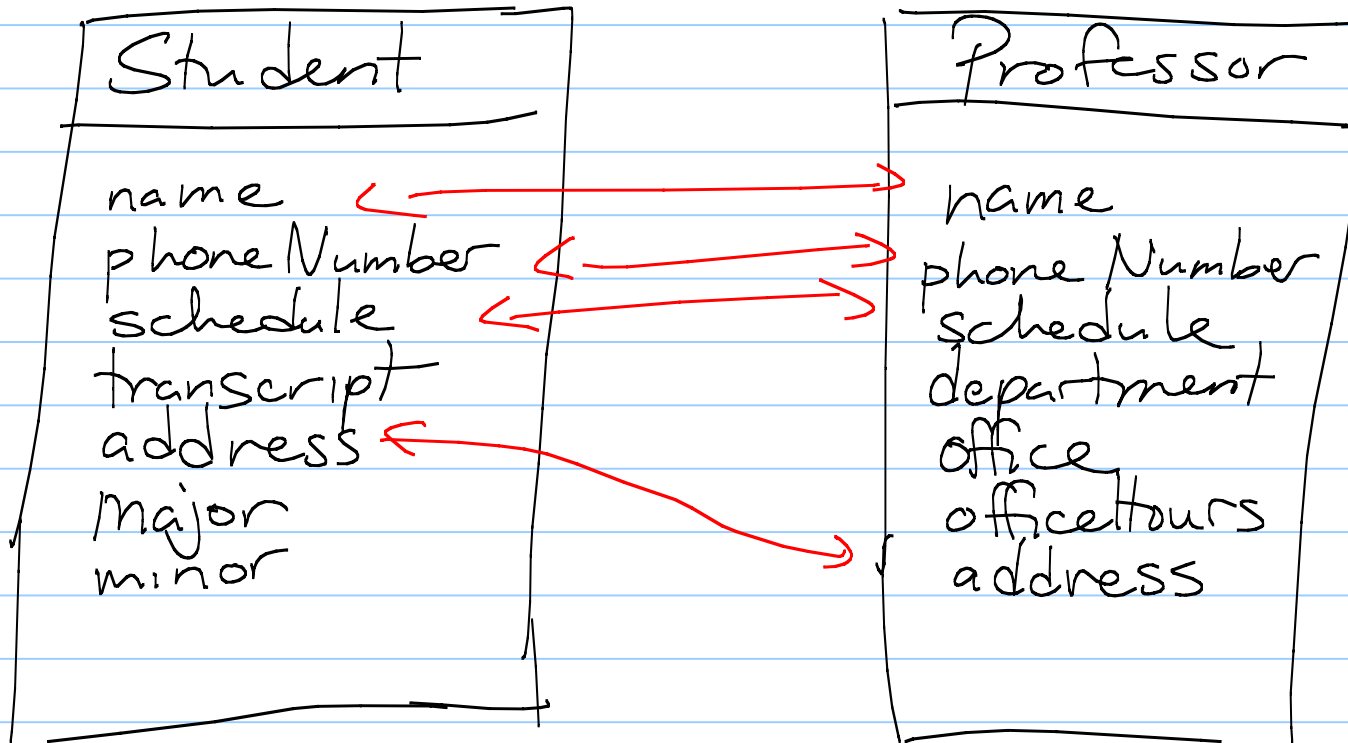 Student
name
phoneNumber
schedule
transcript
address
major
minor
Professor
name
phoneNumber
schedule
department
office
officeHours
address